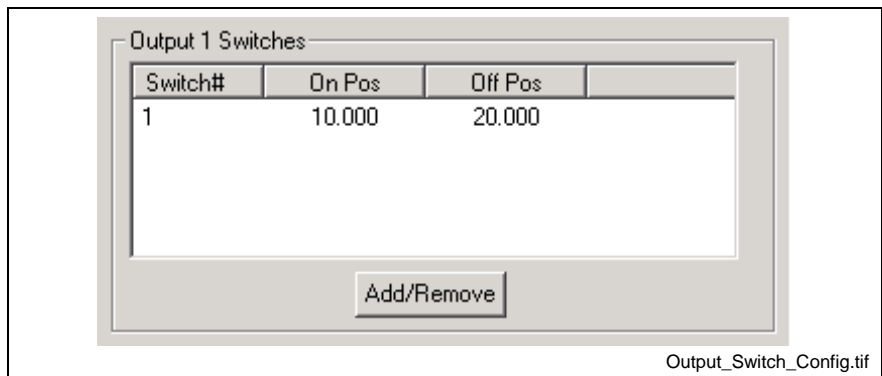 Output 1 Switches
Switch# On Pos Off Pos
1 10.000 20.000
Add/Remove
Output_Switch_Config.tif